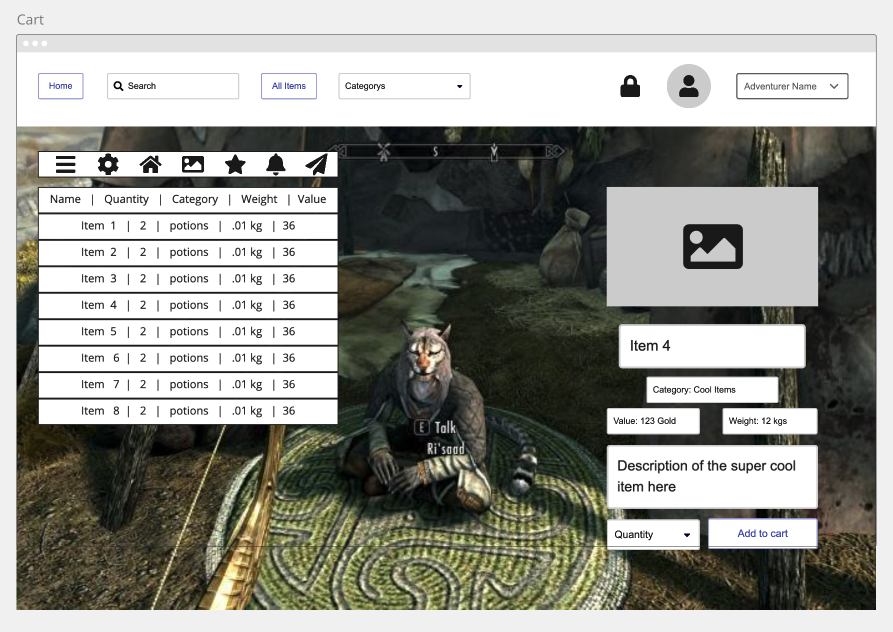 Cart
Home
Search
All Items
Categorys
Adventurer Name
S
Name | Quantity | Category | Weight | Value
Item 1 | 2 | potions | .01 kg | 36
Item 2 | 2 | potions | .01 kg | 36
Item 3 | 2 | potions | .01 kg | 36
Item 4 | 2 | potions | .01 kg | 36
Item 5 | 2 | potions | .01 kg | 36
Item 6 | 2 | potions | .01 kg | 36
Item 7 | 2 | potions | .01 kg | 36
Item 8 | 2 | potions | .01 kg | 36
E Talk
Ri'saad
Item 4
Category: Cool Items
Value: 123 Gold
Weight: 12 kgs
Description of the super cool
item here
Quantity
Add to cart